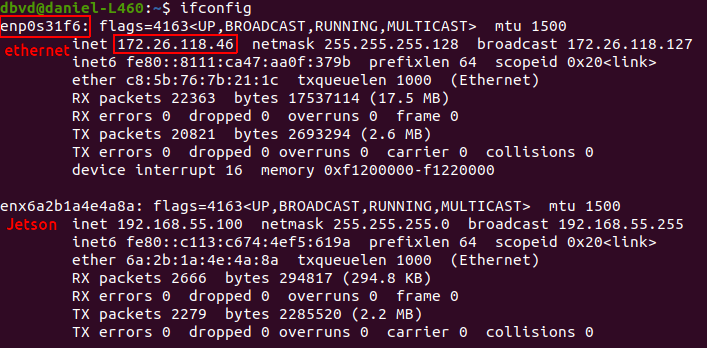 dbvd@daniel-L460:~$ ifconfig
enp0s31f6: flags=4163<UP,BROADCAST,RUNNING,MULTICAST>  mtu 1500
inet 172.26.118.46  netmask 255.255.255.128  broadcast 172.26.118.127
ethernet
inet6 fe80::8111:ca47:aa0f:379b  prefixlen 64  scopeid 0x20<link>
ether c8:5b:76:7b:21:1c  txqueuelen 1000  (Ethernet)
RX packets 22363  bytes 17537114 (17.5 MB)
RX errors 0  dropped 0  overruns 0  frame 0
TX packets 20821  bytes 2693294 (2.6 MB)
TX errors 0  dropped 0 overruns 0  carrier 0  collisions 0
device interrupt 16  memory 0xf1200000-f1220000
enx6a2b1a4e4a8a: flags=4163<UP,BROADCAST,RUNNING,MULTICAST>  mtu 1500
Jetson
inet 192.168.55.100  netmask 255.255.255.0  broadcast 192.168.55.255
inet6 fe80::c113:c674:4ef5:619a  prefixlen 64  scopeid 0x20<link>
ether 6a:2b:1a:4e:4a:8a  txqueuelen 1000  (Ethernet)
RX packets 2666  bytes 294817 (294.8 KB)
RX errors 0  dropped 0  overruns 0  frame 0
TX packets 2279  bytes 2285520 (2.2 MB)
TX errors 0  dropped 0 overruns 0  carrier 0  collisions 0